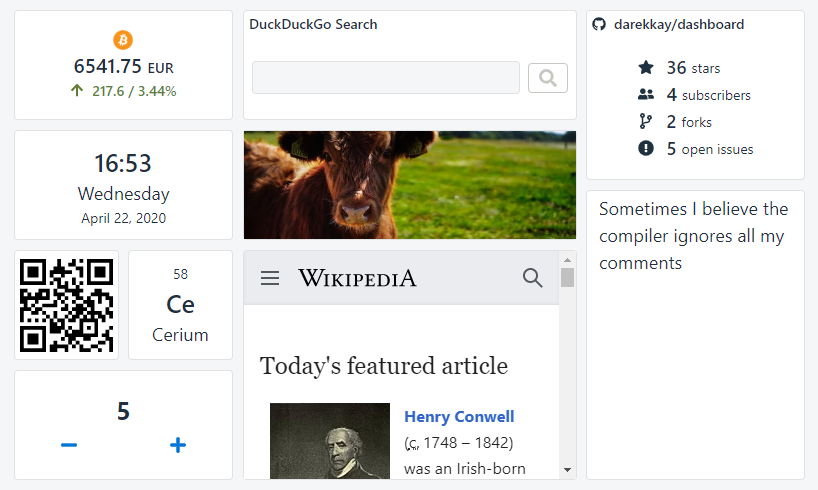 6541.75 EUR
217.6 / 3.44%
16:53
Wednesday
April 22, 2020
58
Ce
Cerium
5
DuckDuckGo Search
WIKIPEDIA
Today's featured article
Henry Conwell
(c. 1748 – 1842)
was an Irish-born
darekkay/dashboard
36 stars
4 subscribers
2 forks
5 open issues
Sometimes I believe the
compiler ignores all my
comments